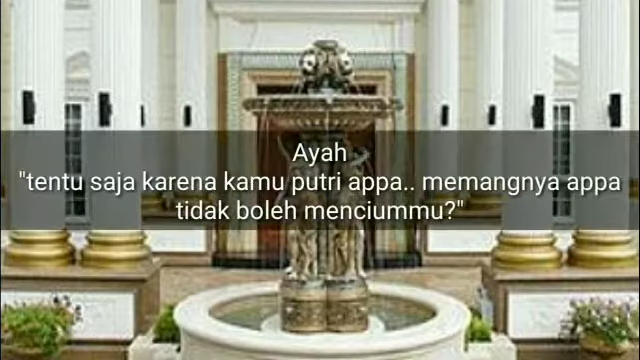 Ayah
"tentu saja karena kamu putri appa.. memangnya appa
tidak boleh menciummu?"